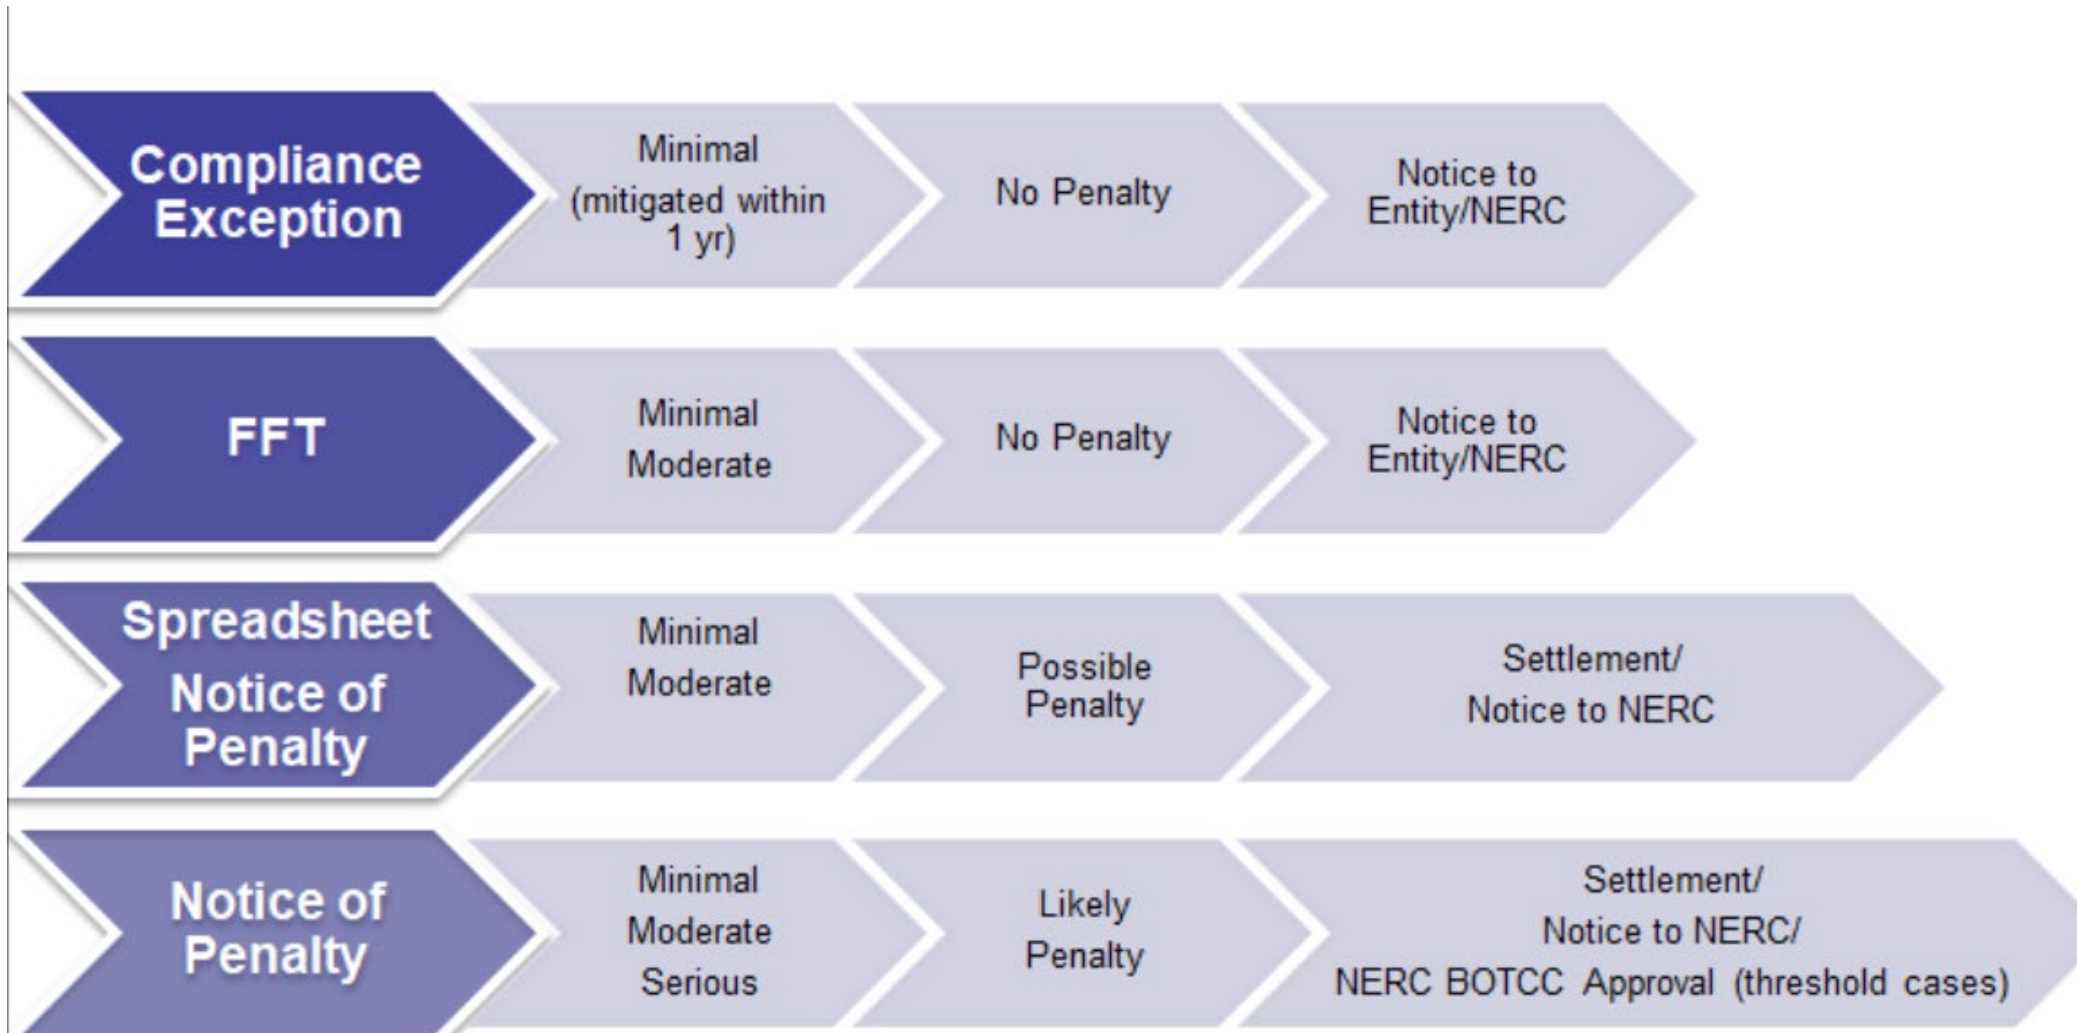 Compliance
Exception
Minimal
(mitigated within
1 yr)
No Penalty
Notice to
Entity/NERC
FFT
Minimal
Moderate
No Penalty
Notice to
Entity/NERC
Spreadsheet
Notice of
Penalty
Minimal
Moderate
Possible
Penalty
Settlement/
Notice to NERC
Notice of
Penalty
Minimal
Moderate
Serious
Likely
Penalty
Settlement/
Notice to NERC/
NERC BOTCC Approval (threshold cases)